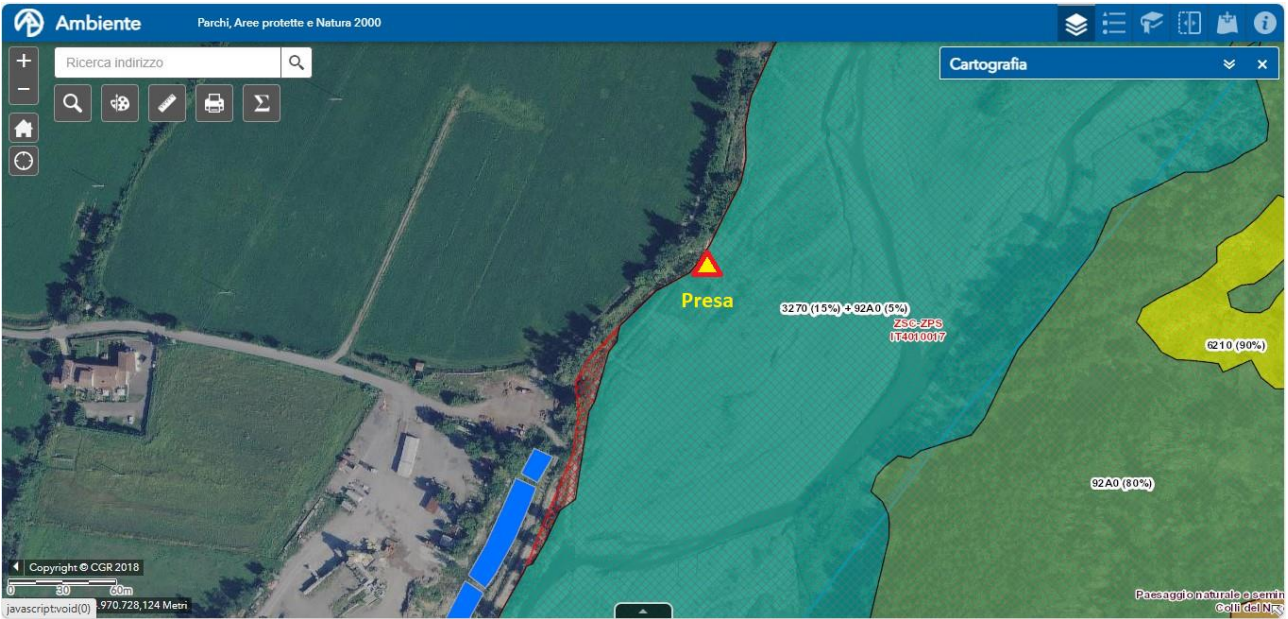 Ambiente
Parchi, Aree protette e Natura 2000
Ricerca indirizzo
Cartografia
Presa
3270 (15%) + 92A0 (5%)
ZSC-ZPS
IT4010017
6210 (90%)
92A0 (80%)
Copyright © CGR 2018
0 30 60m
javascript:void(0) .970.728,124 Metri
Paesaggio naturale e semin
Colli del N